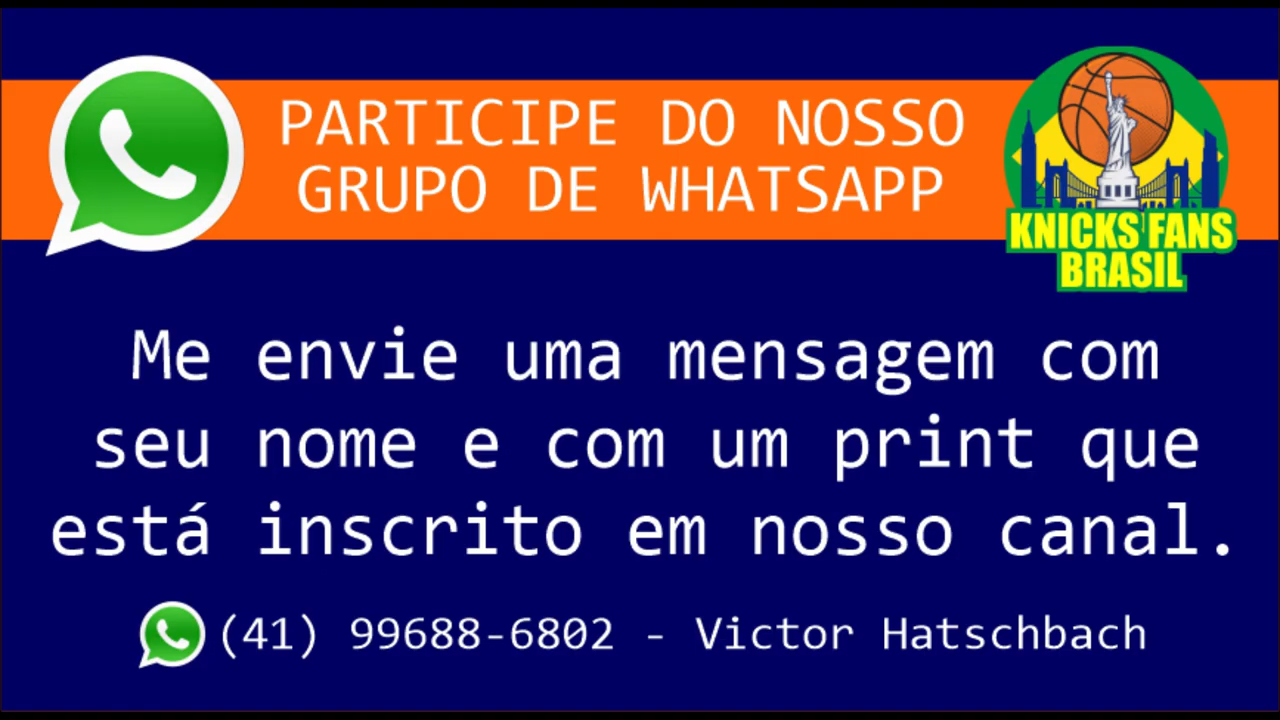 PARTICIPE DO NOSSO
GRUPO DE WHATSAPP
KNICKS FANS
BRASIL
Me envie uma mensagem com
seu nome e com um print que
está inscrito em nosso canal.
(41) 99688-6802 - Victor Hatschbach